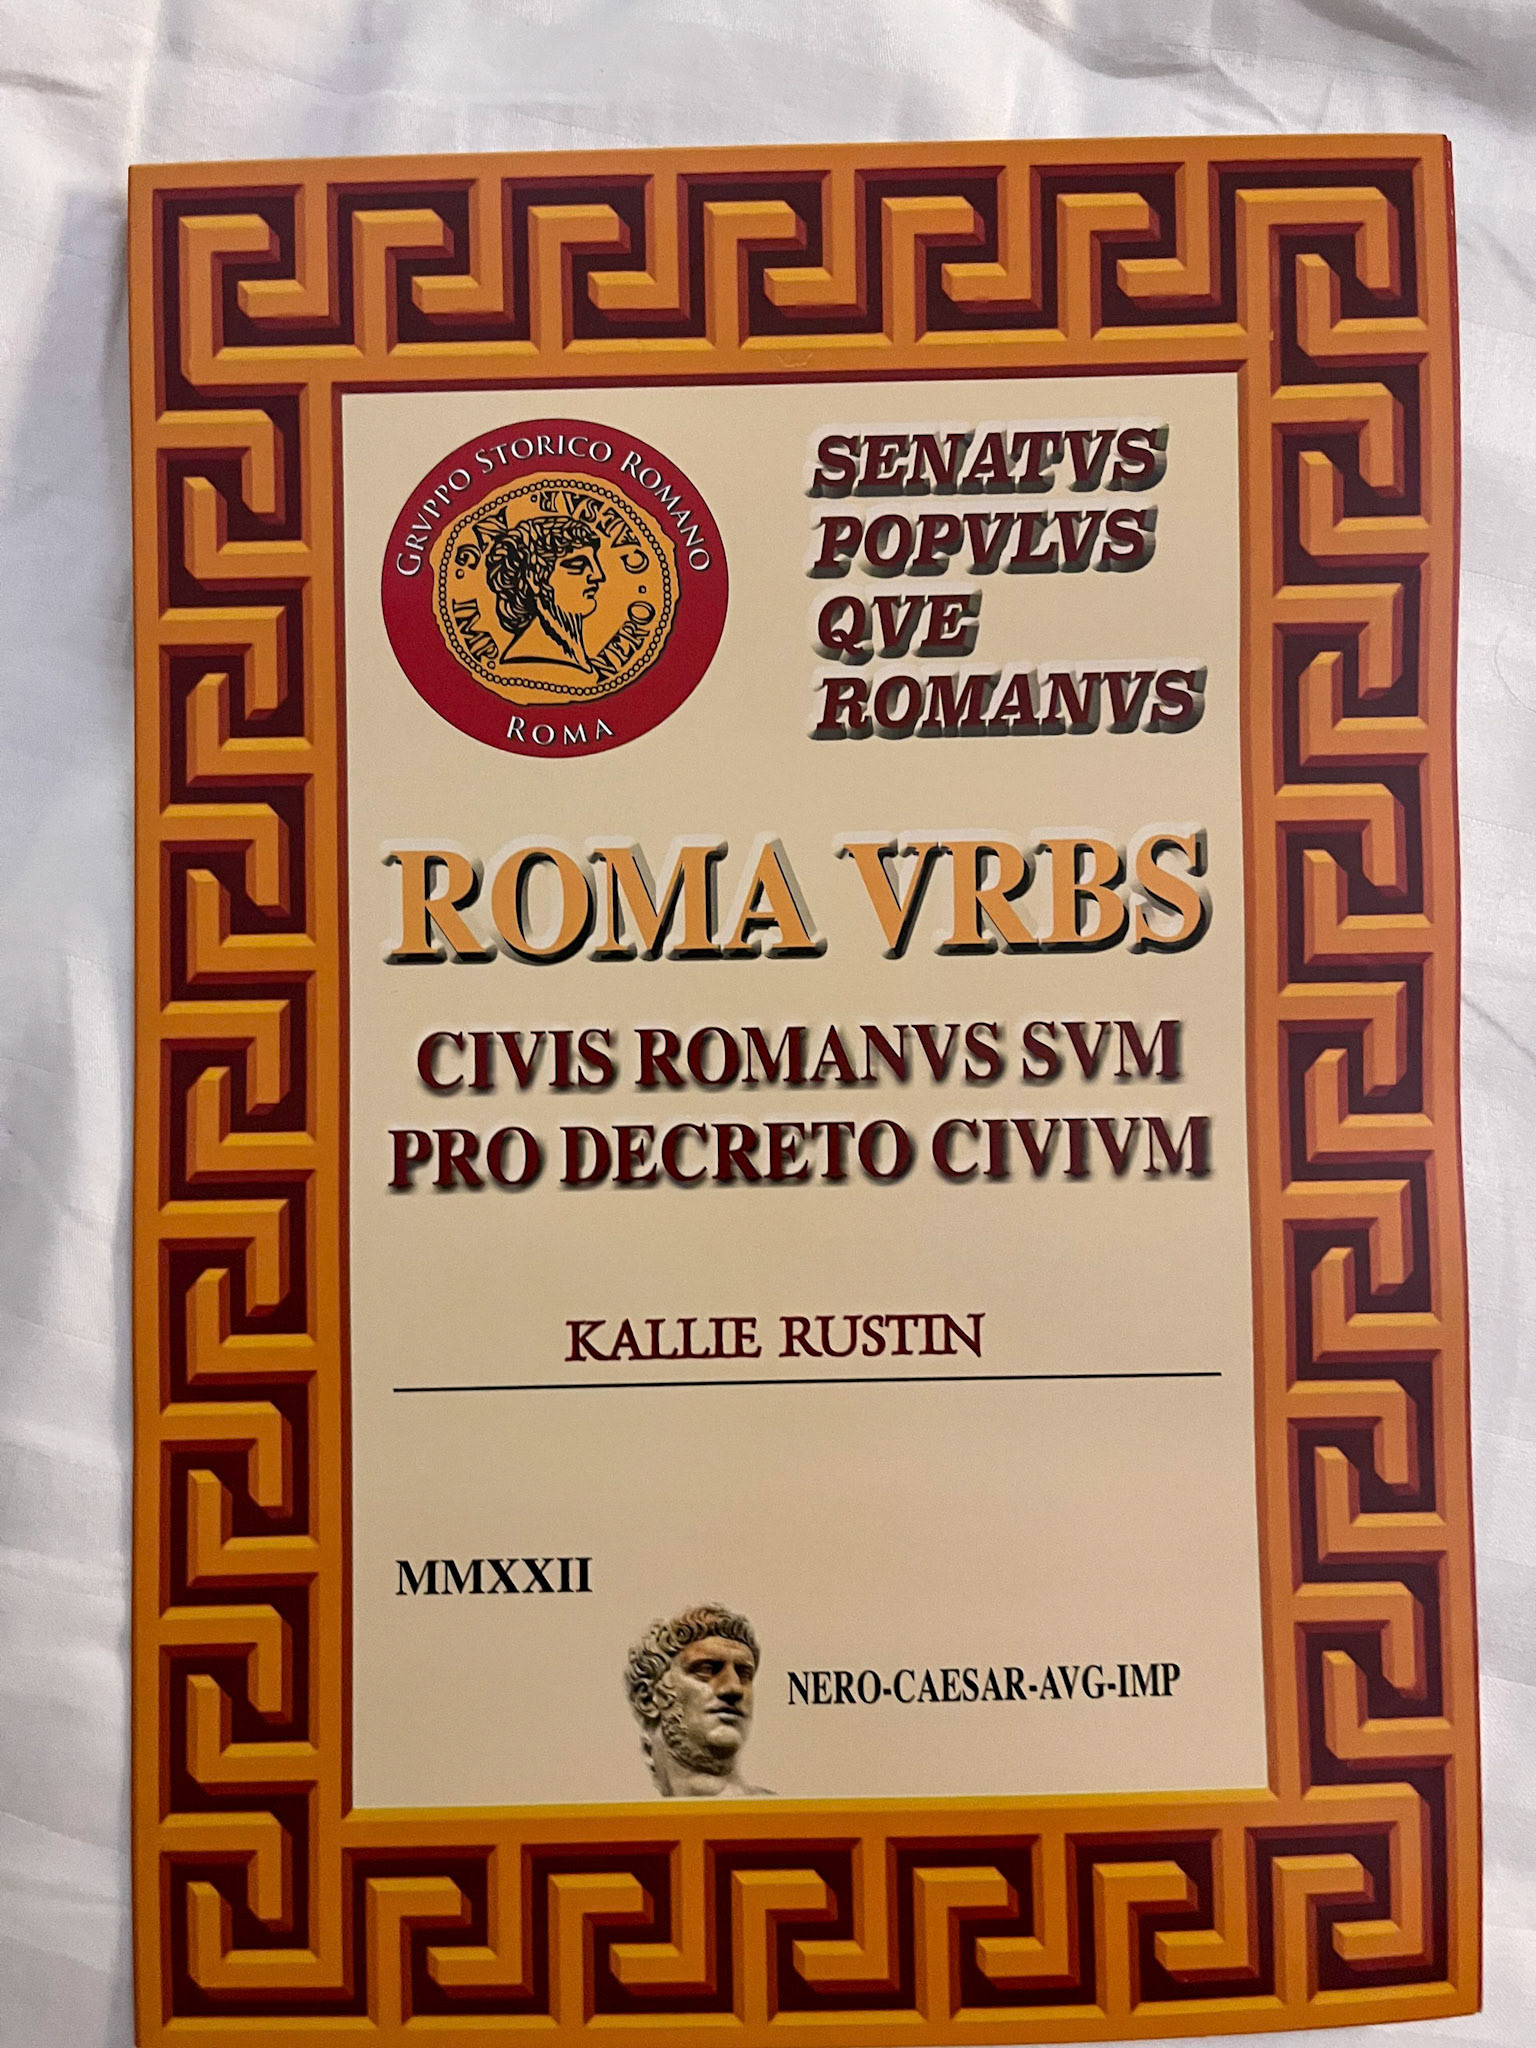 GRVPPO STORICO ROMANO
NERO · CAESAR · AVG · IMP.
ROMA
SENATVS
POPVLVS
QVE
ROMANVS
ROMA VRBS
CIVIS ROMANVS SVM
PRO DECRETO CIVIVM
KALLIE RUSTIN
MMXXII
NERO-CAESAR-AVG-IMP